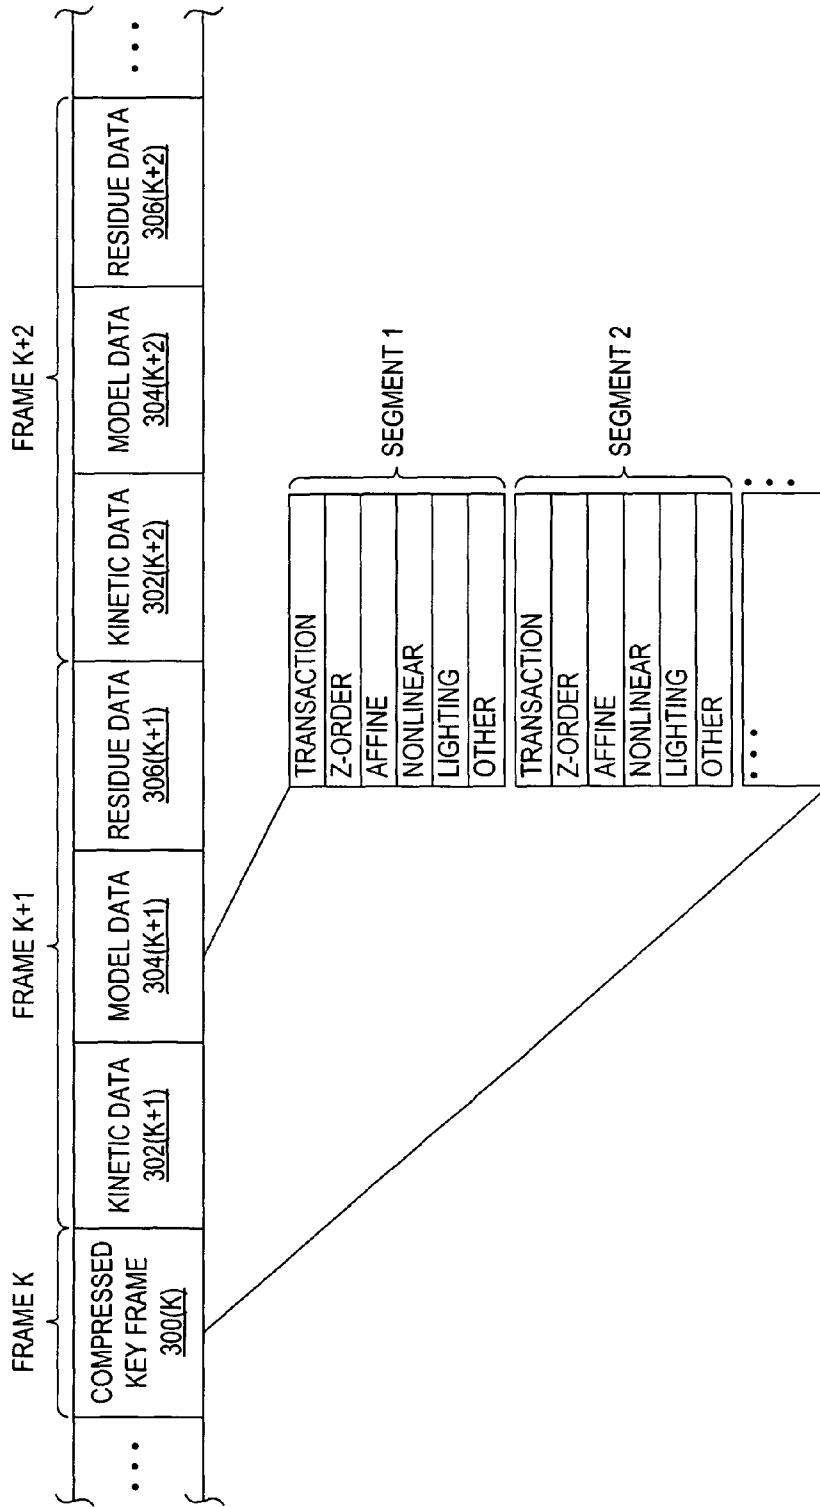 FRAME K
FRAME K+1
FRAME K+2
...
COMPRESSED
KEY FRAME
300(K)
KINETIC DATA
302(K+1)
MODEL DATA
304(K+1)
RESIDUE DATA
306(K+1)
KINETIC DATA
302(K+2)
MODEL DATA
304(K+2)
RESIDUE DATA
306(K+2)
...
TRANSACTION
Z-ORDER
AFFINE
NONLINEAR
LIGHTING
OTHER
SEGMENT 1
TRANSACTION
Z-ORDER
AFFINE
NONLINEAR
LIGHTING
OTHER
SEGMENT 2
...
...